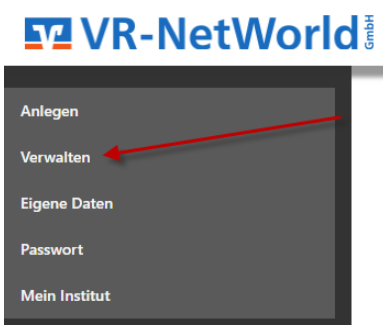 VR-NetWorld GmbH
Anlegen
Verwalten
Eigene Daten
Passwort
Mein Institut